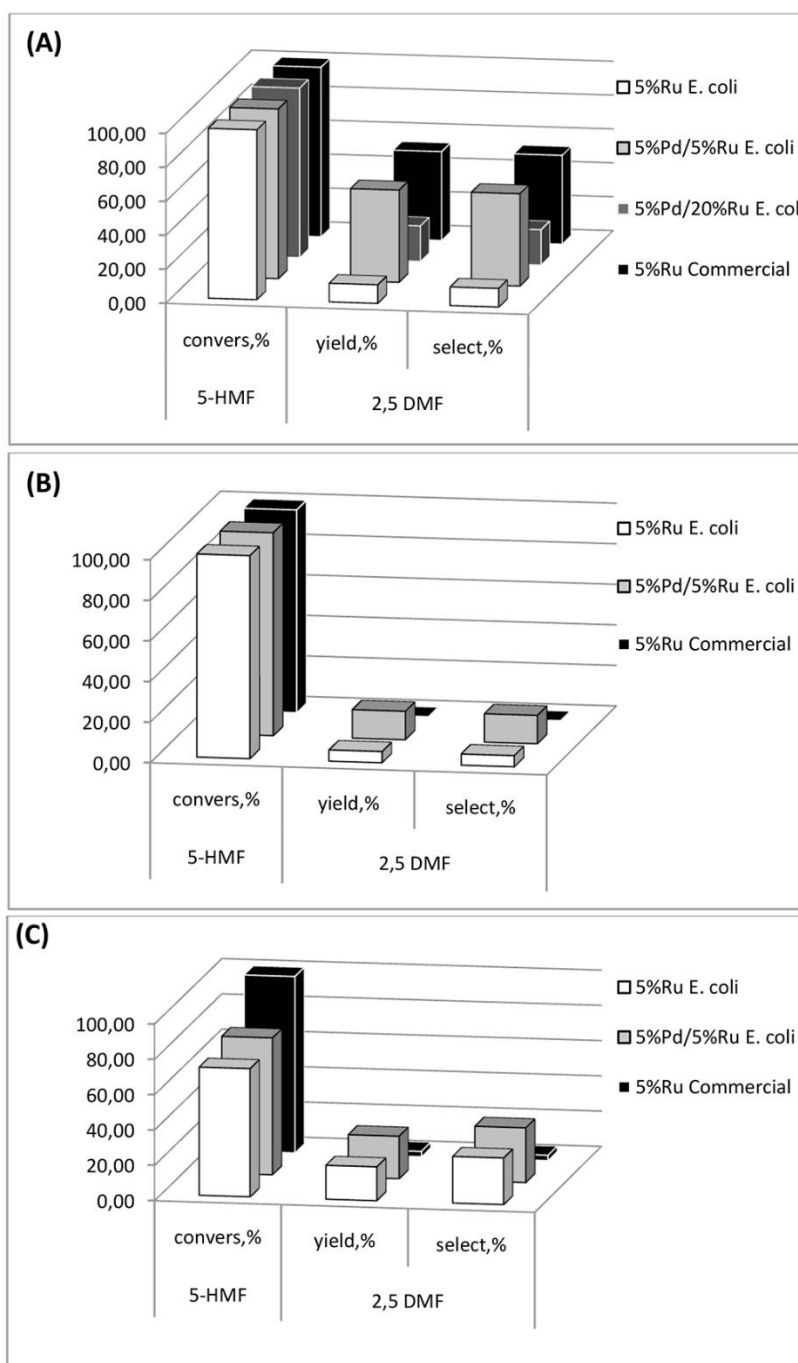 (A)
5%Ru E. coli
5%Pd/5%Ru E. coli
5%Pd/20%Ru E. col
5%Ru Commercial
100,00
80,00
60,00
40,00
20,00
0,00
convers,%
yield,%
select,%
5-HMF
2,5 DMF
(B)
5%Ru E. coli
5%Pd/5%Ru E. coli
5%Ru Commercial
100,00
80,00
60,00
40,00
20,00
0,00
convers,%
yield,%
select,%
5-HMF
2,5 DMF
(C)
5%Ru E. coli
5%Pd/5%Ru E. coli
5%Ru Commercial
100,00
80,00
60,00
40,00
20,00
0,00
convers,%
yield,%
select,%
5-HMF
2,5 DMF